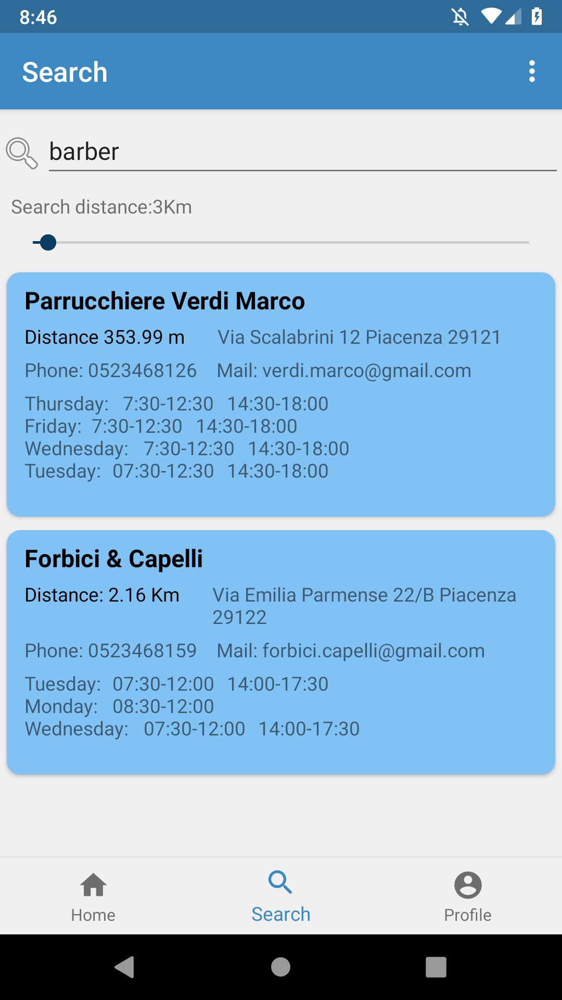 8:46
Search
barber
Search distance:3Km
Parrucchiere Verdi Marco
Distance 353.99 m Via Scalabrini 12 Piacenza 29121
Phone: 0523468126 Mail: verdi.marco@gmail.com
Thursday: 7:30-12:30 14:30-18:00
Friday: 7:30-12:30 14:30-18:00
Wednesday: 7:30-12:30 14:30-18:00
Tuesday: 07:30-12:30 14:30-18:00
Forbici & Capelli
Distance: 2.16 Km Via Emilia Parmense 22/B Piacenza
29122
Phone: 0523468159 Mail: forbici.capelli@gmail.com
Tuesday: 07:30-12:00 14:00-17:30
Monday: 08:30-12:00
Wednesday: 07:30-12:00 14:00-17:30
Home Search Profile